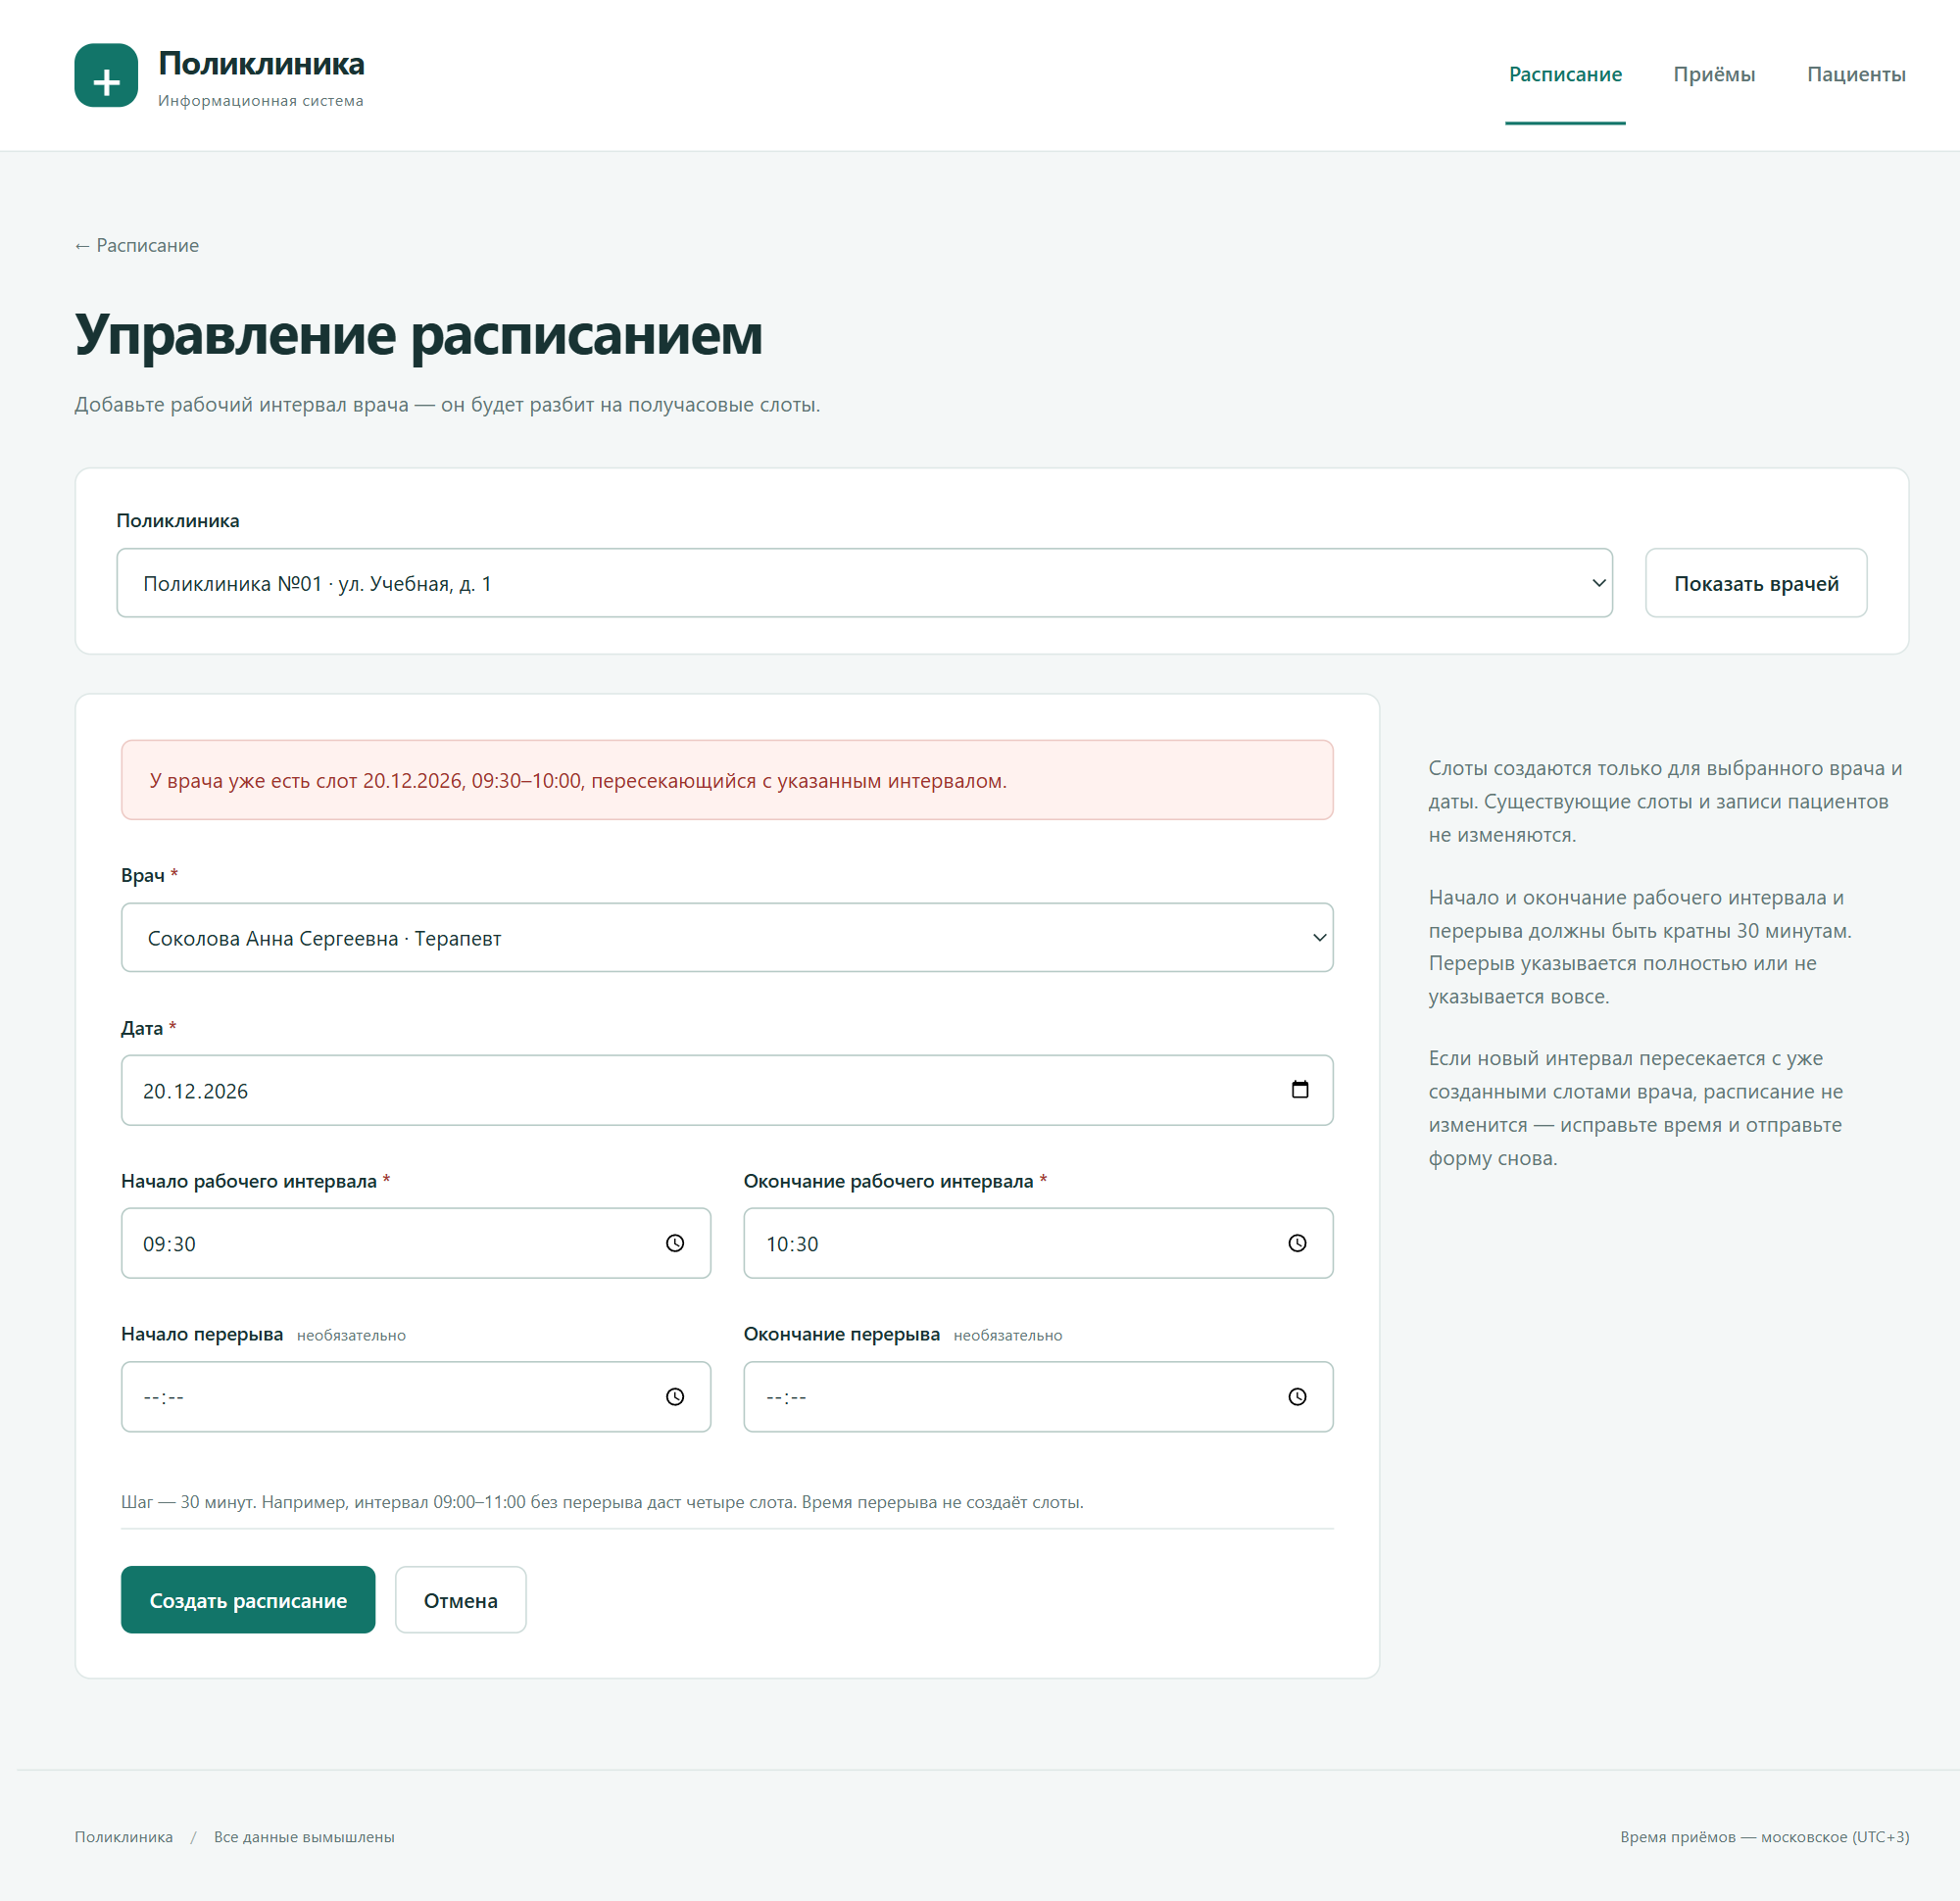 Поликлиника
Информационная система
Расписание
Приёмы
Пациенты
← Расписание
Управление расписанием
Добавьте рабочий интервал врача — он будет разбит на получасовые слоты.
Поликлиника
Поликлиника №01 · ул. Учебная, д. 1
Показать врачей
У врача уже есть слот 20.12.2026, 09:30–10:00, пересекающийся с указанным интервалом.
Врач *
Соколова Анна Сергеевна · Терапевт
Дата *
20.12.2026
Начало рабочего интервала *
Окончание рабочего интервала *
09:30
10:30
Начало перерыва необязательно
Окончание перерыва необязательно
--:--
--:--
Шаг — 30 минут. Например, интервал 09:00–11:00 без перерыва даст четыре слота. Время перерыва не создаёт слоты.
Создать расписание
Отмена
Слоты создаются только для выбранного врача и
даты. Существующие слоты и записи пациентов
не изменяются.
Начало и окончание рабочего интервала и
перерыва должны быть кратны 30 минутам.
Перерыв указывается полностью или не
указывается вовсе.
Если новый интервал пересекается с уже
созданными слотами врача, расписание не
изменится — исправьте время и отправьте
форму снова.
Поликлиника / Все данные вымышлены
Время приёмов — московское (UTC+3)